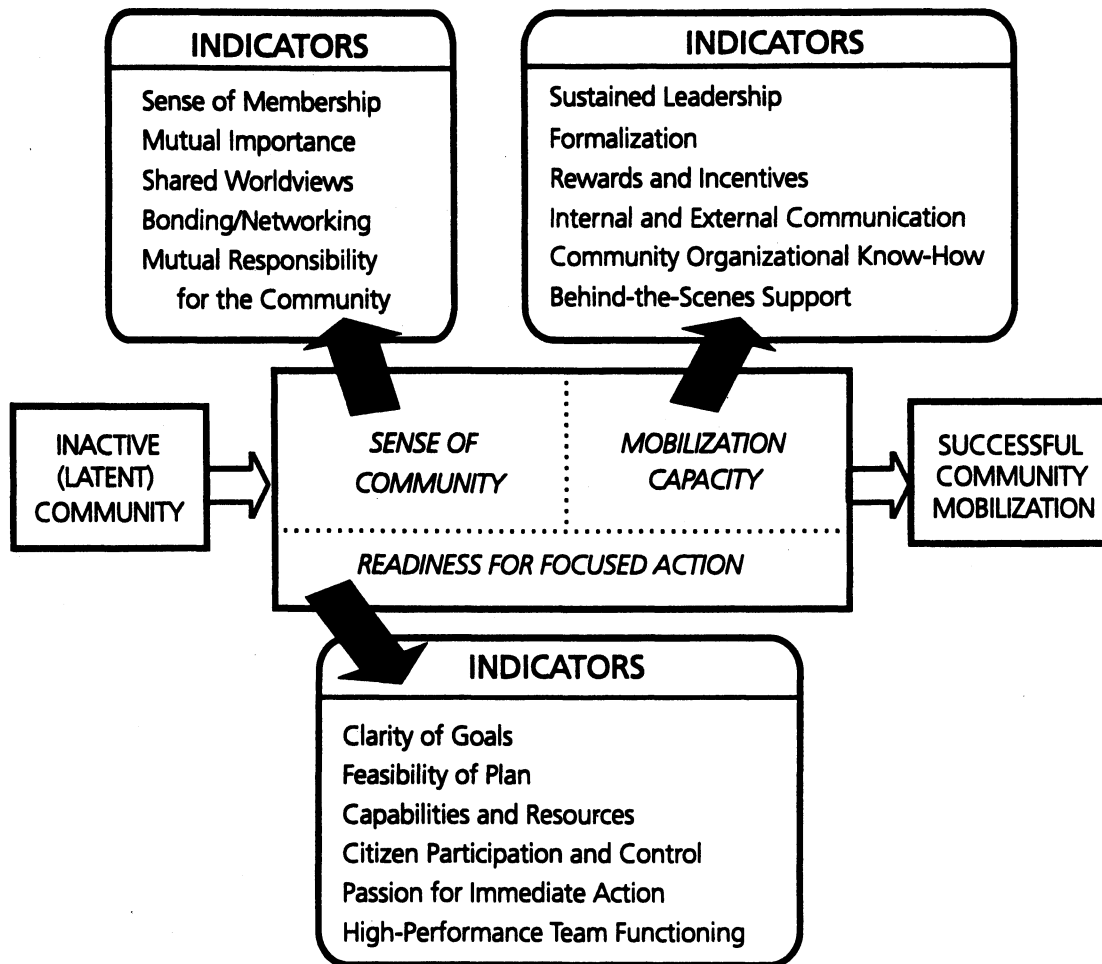 INDICATORS
Sense of Membership
Mutual Importance
Shared Worldviews
Bonding/Networking
Mutual Responsibility
for the Community
INDICATORS
Sustained Leadership
Formalization
Rewards and Incentives
Internal and External Communication
Community Organizational Know-How
Behind-the-Scenes Support
INACTIVE
(LATENT)
COMMUNITY
SENSE OF
COMMUNITY
MOBILIZATION
CAPACITY
READINESS FOR FOCUSED ACTION
SUCCESSFUL
COMMUNITY
MOBILIZATION
INDICATORS
Clarity of Goals
Feasibility of Plan
Capabilities and Resources
Citizen Participation and Control
Passion for Immediate Action
High-Performance Team Functioning